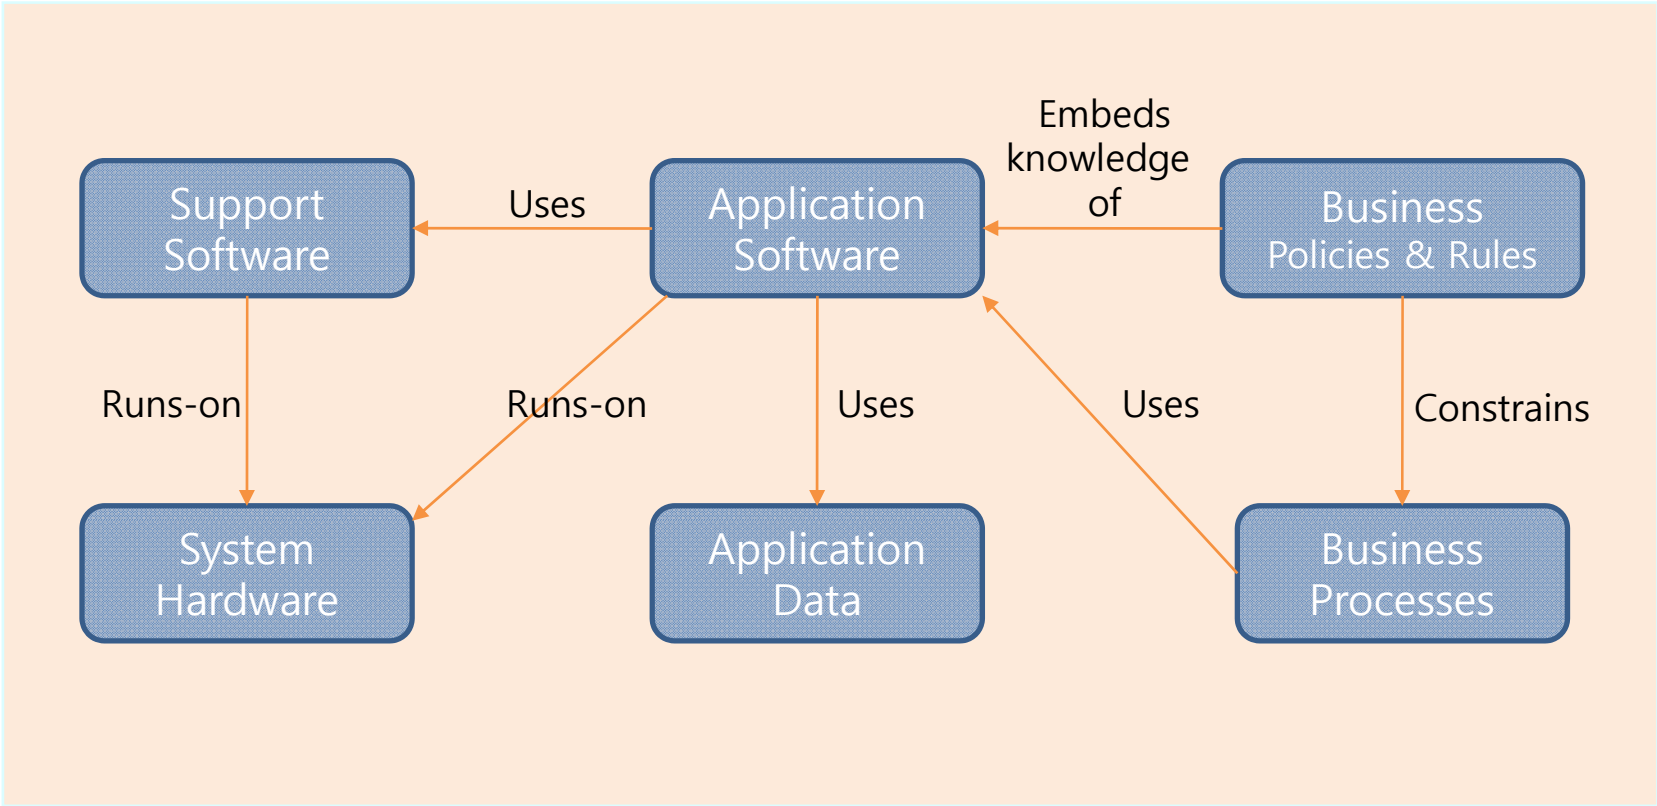 Embeds
knowledge
of
Support
Software
Uses
Application
Software
Business
Policies & Rules
Runs-on
Runs-on
Uses
Uses
Constrains
System
Hardware
Application
Data
Business
Processes